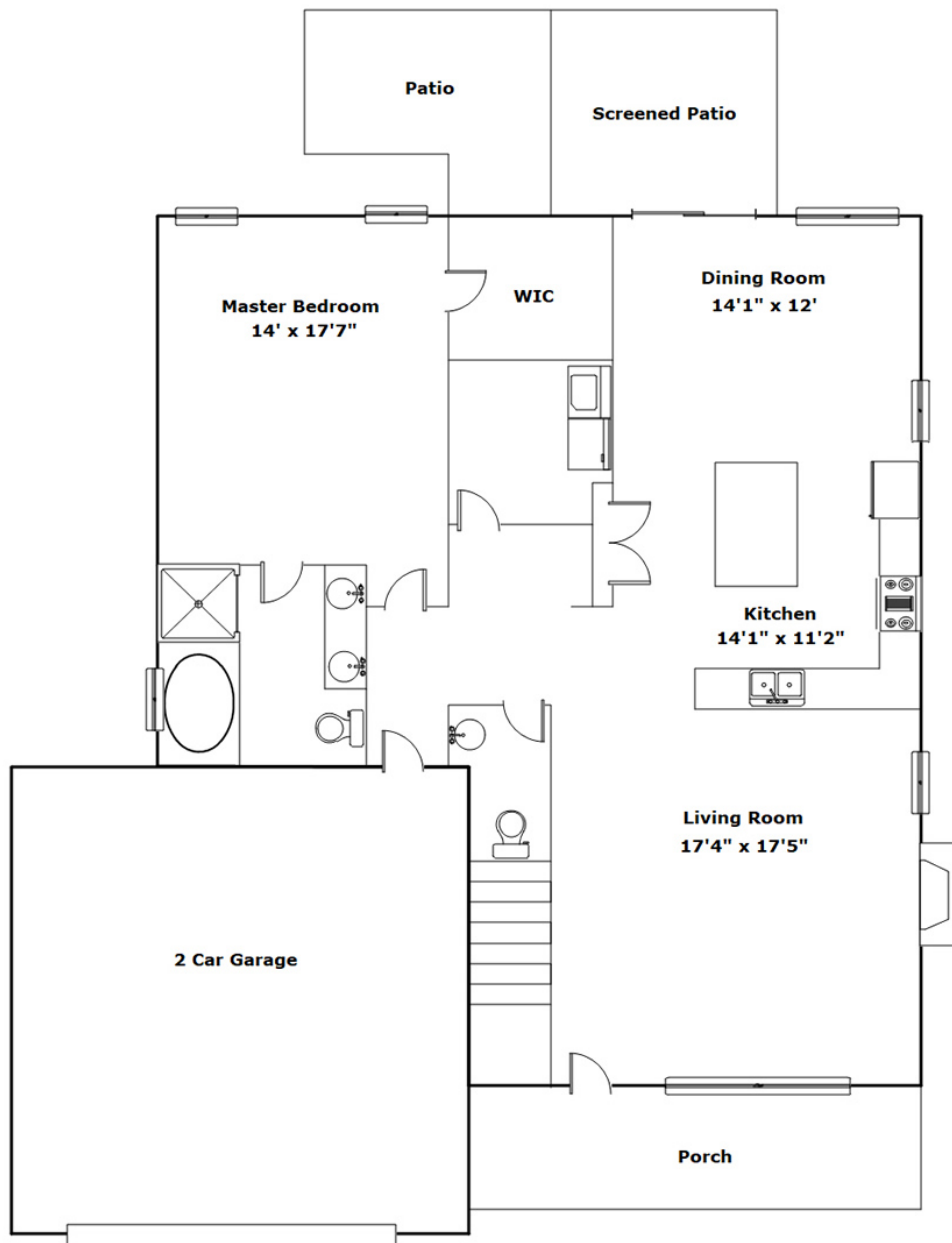 Patio
Screened Patio
Master Bedroom
14' x 17'7"
WIC
Dining Room
14'1" x 12'
Kitchen
14'1" x 11'2"
Living Room
17'4" x 17'5"
2 Car Garage
Porch